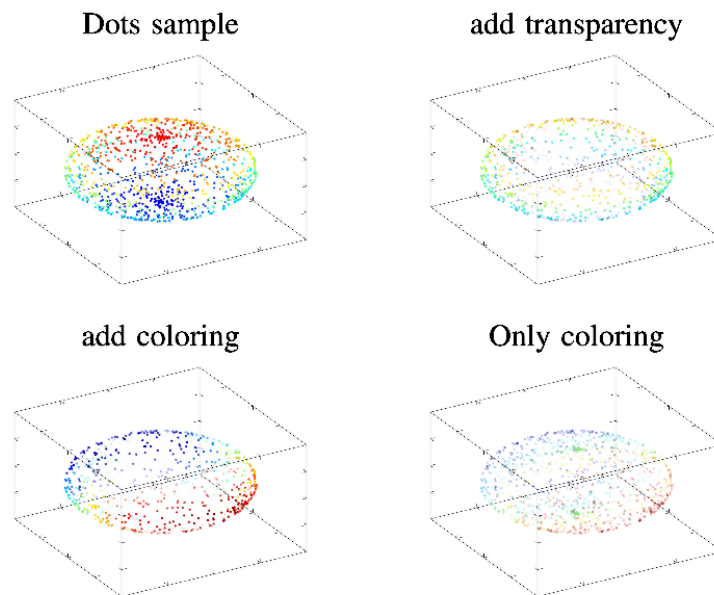 Dots sample
add transparency
add coloring
Only coloring